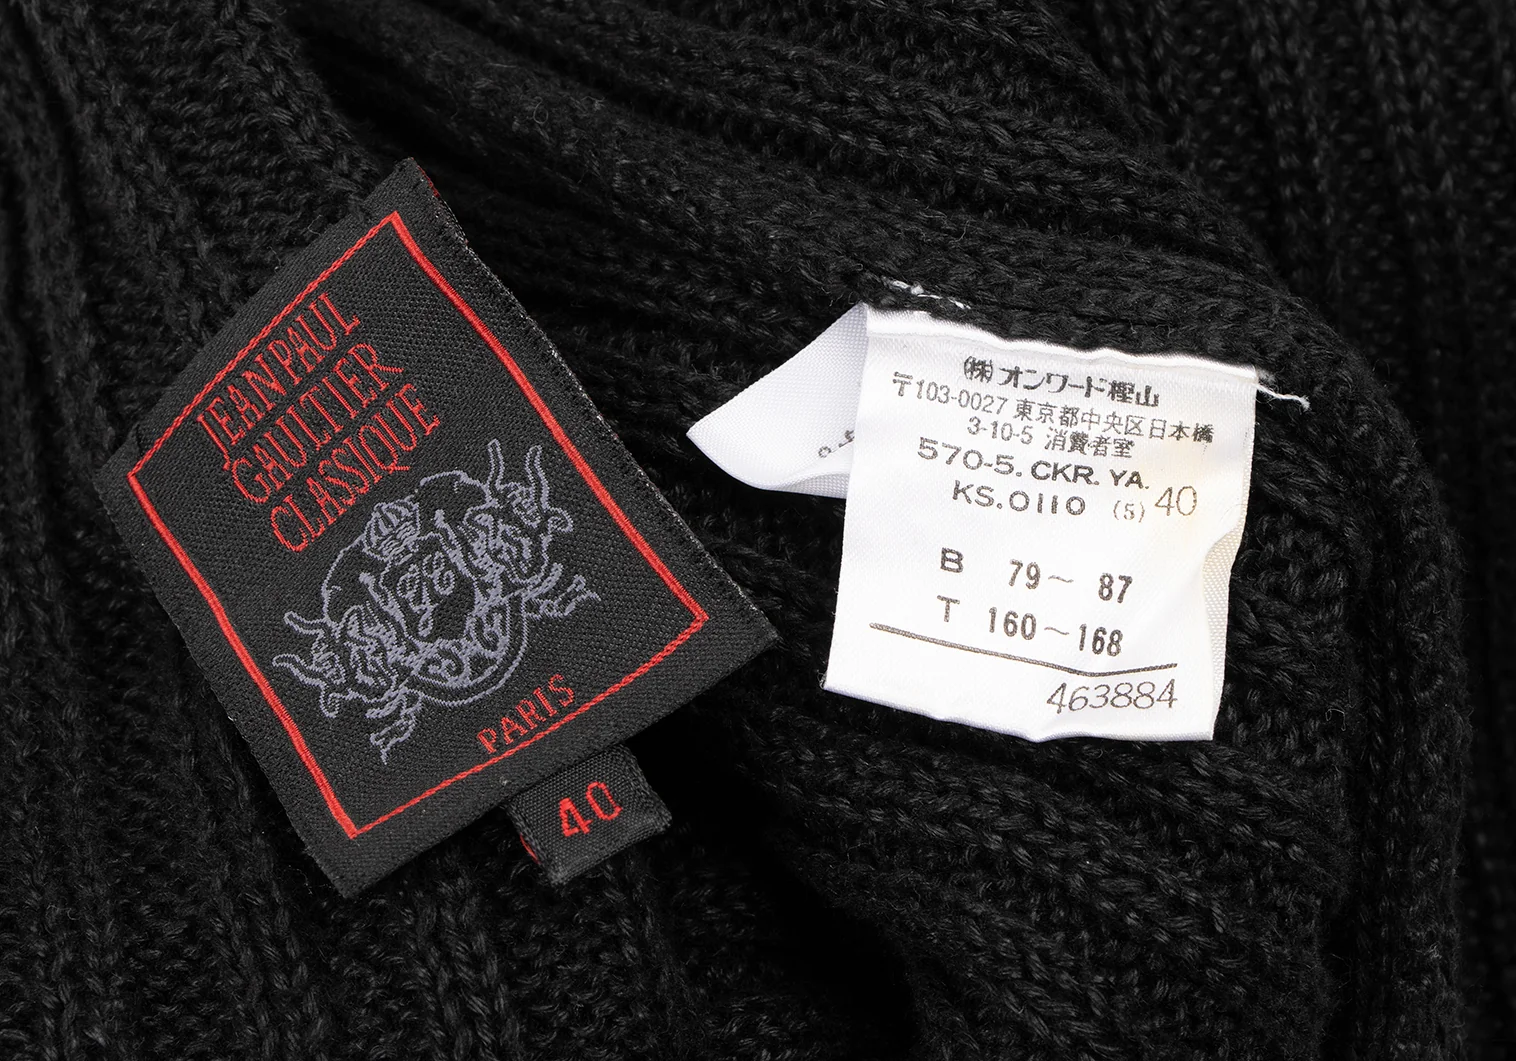 JEAN PAUL
GAULTIER
CLASSIQUE
PARIS
40
(株)オンワード樫山
〒103-0027 東京都中央区日本橋
3-10-5 消費者室
570-5. CKR. YA.
KS.0110 (S) 40
B 79~ 87
T 160~168
463884